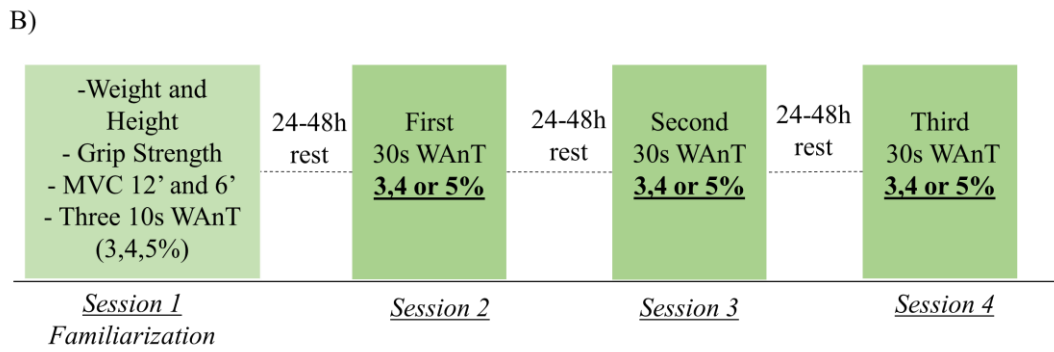 B)
-Weight and
Height
- Grip Strength
- MVC 12’ and 6’
- Three 10s WAnT
(3,4,5%)
24-48h
rest
First
30s WAnT
3,4 or 5%
24-48h
rest
Second
30s WAnT
3,4 or 5%
24-48h
rest
Third
30s WAnT
3,4 or 5%
Session 1
Familiarization
Session 2
Session 3
Session 4